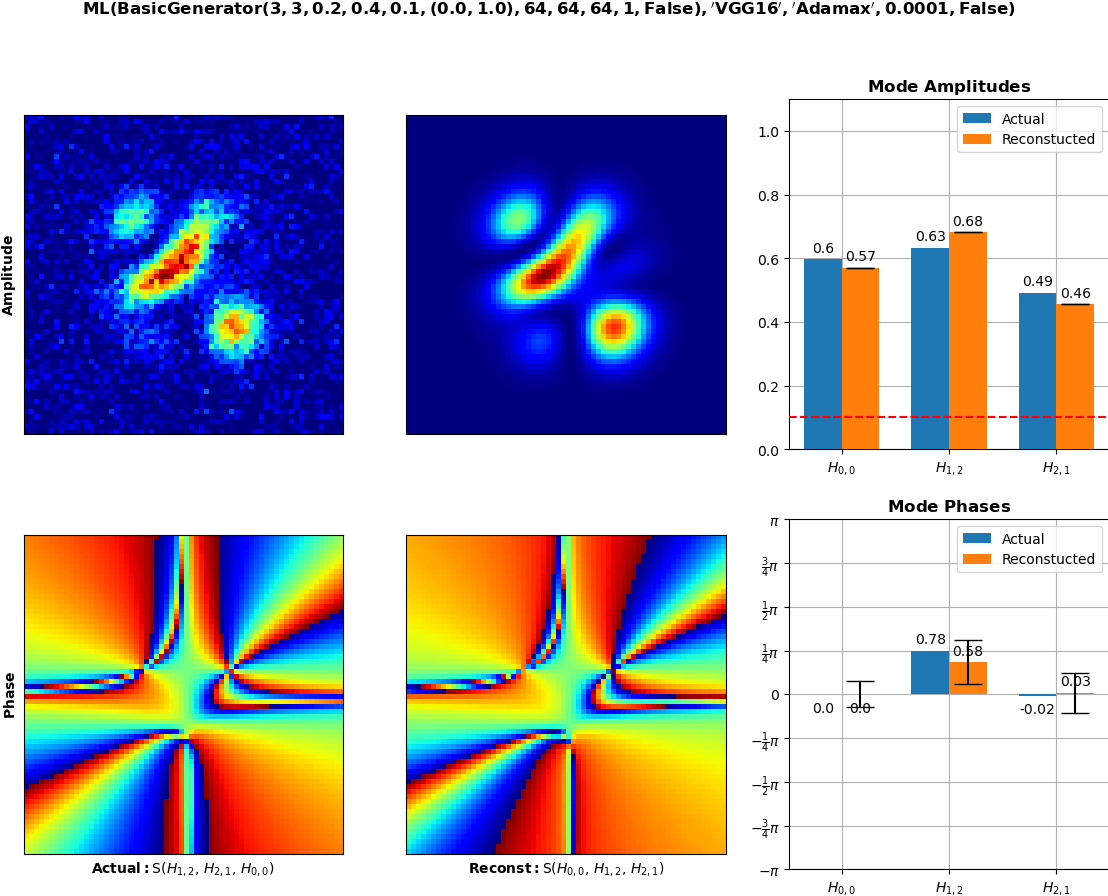 ML(BasicGenerator(3, 3, 0.2, 0.4, 0.1, (0.0, 1.0), 64, 64, 64, 1, False), ′VGG16′, ′Adamax′, 0.0001, False)
Amplitude
Mode Amplitudes
Actual
Reconstucted
1.0
0.8
0.6
0.4
0.2
0.0
0.6
0.57
0.63
0.68
0.49
0.46
H₀,₀
H₁,₂
H₂,₁
Phase
Actual: S(H₁,₂, H₂,₁, H₀,₀)
Reconst: S(H₀,₀, H₁,₂, H₂,₁)
Mode Phases
Actual
Reconstucted
π
¾π
½π
¼π
0
−¼π
−½π
−¾π
−π
0.0
-0.0
0.78
0.58
-0.02
0.03
H₀,₀
H₁,₂
H₂,₁